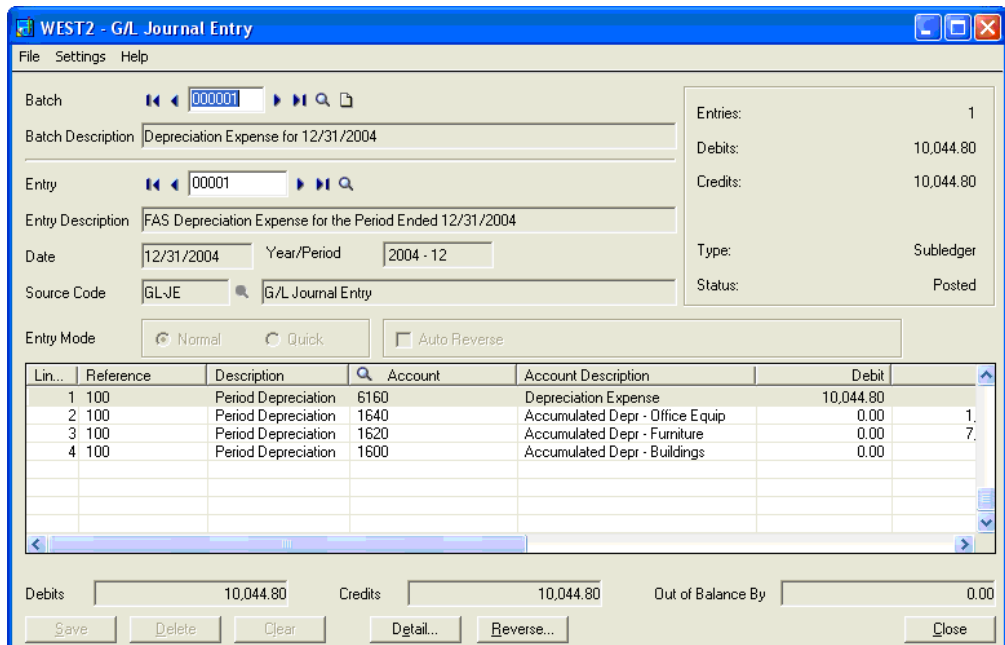 WEST2 - G/L Journal Entry
File Settings Help
Batch 000001
Batch Description Depreciation Expense for 12/31/2004
Entry 00001
Entry Description FAS Depreciation Expense for the Period Ended 12/31/2004
Date 12/31/2004 Year/Period 2004 - 12
Source Code GL-JE G/L Journal Entry
Entries: 1
Debits: 10,044.80
Credits: 10,044.80
Type: Subledger
Status: Posted
Entry Mode Normal Quick Auto Reverse
Lin... Reference Description Account Account Description Debit
1 100 Period Depreciation 6160 Depreciation Expense 10,044.80
2 100 Period Depreciation 1640 Accumulated Depr - Office Equip 0.00 1,
3 100 Period Depreciation 1620 Accumulated Depr - Furniture 0.00 7,
4 100 Period Depreciation 1600 Accumulated Depr - Buildings 0.00
Debits 10,044.80 Credits 10,044.80 Out of Balance By 0.00
Save Delete Clear Detail... Reverse... Close